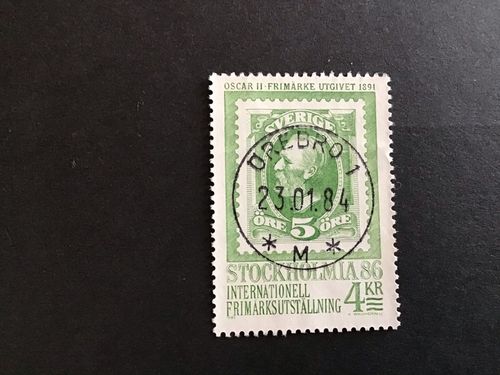 OSCAR II · FRIMÄRKE UTGIVET 1891
SVERIGE
ÖREBRO 1
23.01.84
ÖRE 5 ÖRE
* M *
STOCKHOLMIA 86
INTERNATIONELL
FRIMÄRKSUTSTÄLLNING
4 KR